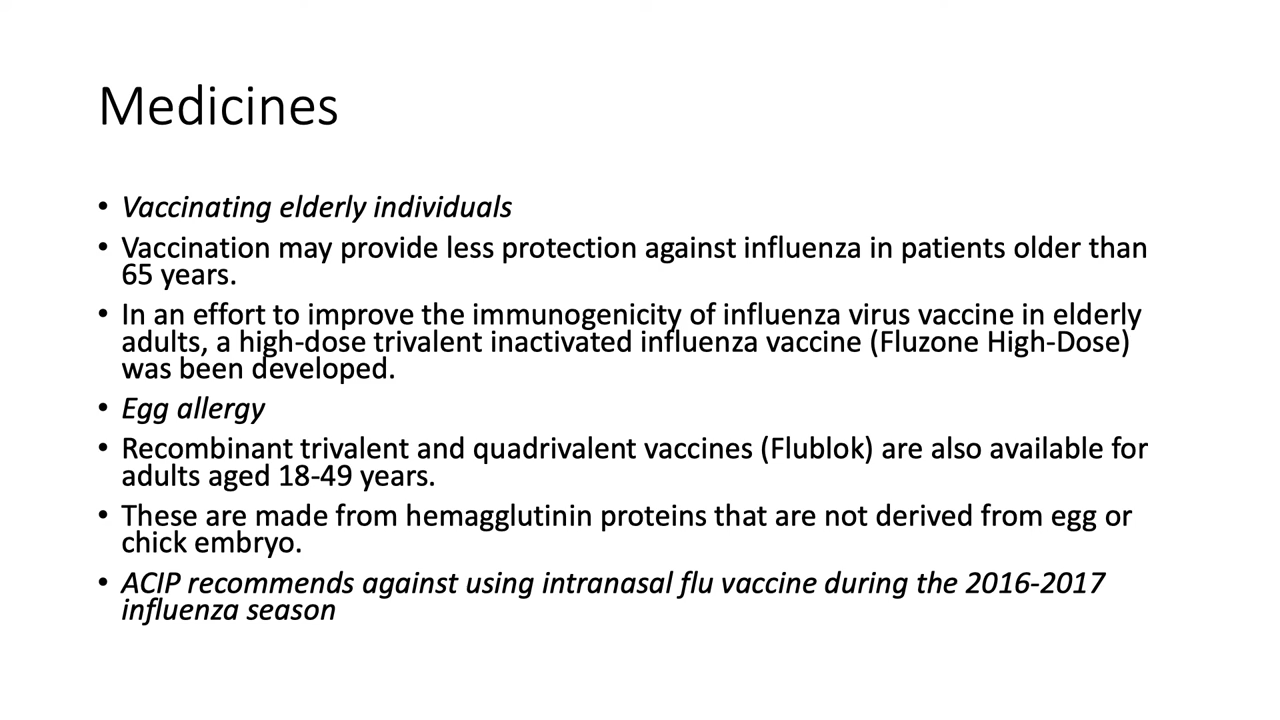 Medicines
• Vaccinating elderly individuals
• Vaccination may provide less protection against influenza in patients older than
65 years.
• In an effort to improve the immunogenicity of influenza virus vaccine in elderly
adults, a high-dose trivalent inactivated influenza vaccine (Fluzone High-Dose)
was been developed.
• Egg allergy
• Recombinant trivalent and quadrivalent vaccines (Flublok) are also available for
adults aged 18-49 years.
• These are made from hemagglutinin proteins that are not derived from egg or
chick embryo.
• ACIP recommends against using intranasal flu vaccine during the 2016-2017
influenza season